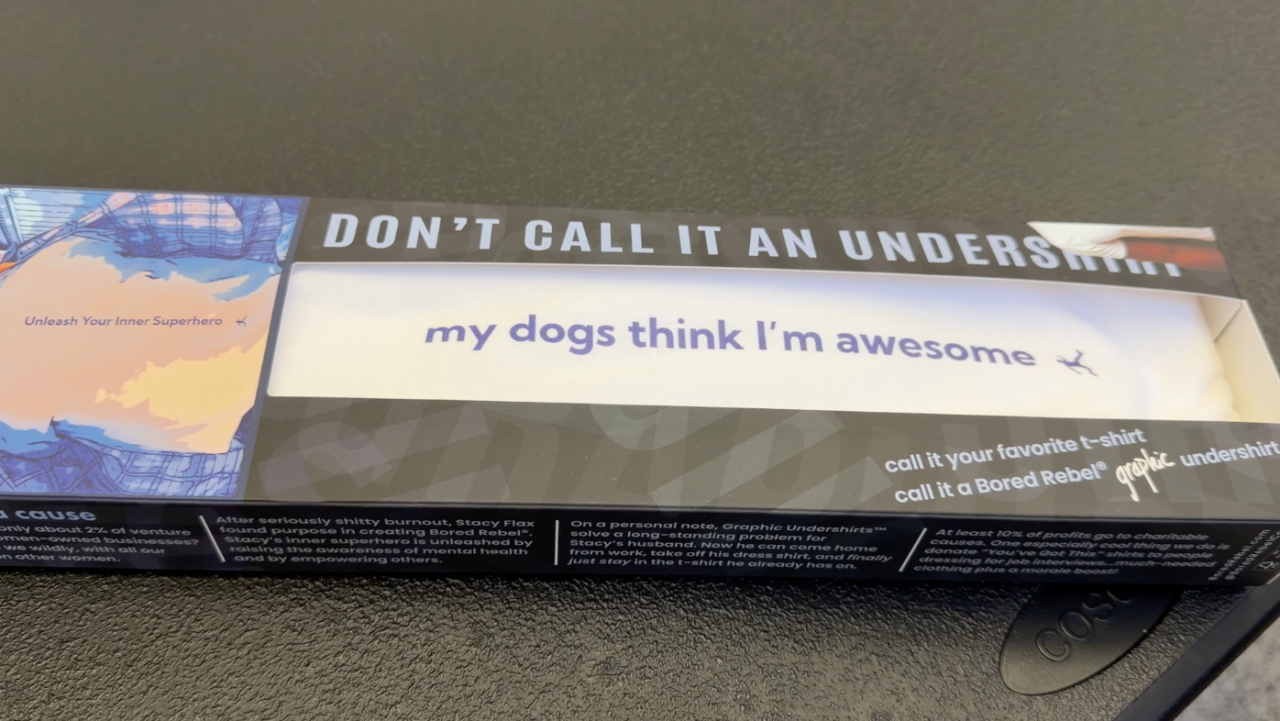 DON'T CALL IT AN UNDERSHIRT
Unleash Your Inner Superhero
my dogs think I'm awesome
call it your favorite t-shirt
call it a Bored Rebel® graphic undershirt
a cause
only about 2% of venture
women-owned businesses?
we wildly, with all our
other women.
After seriously shitty burnout, Stacy Flax
found purpose in creating Bored Rebel®.
Stacy's inner superhero is unleashed by
raising the awareness of mental health
and by empowering others.
On a personal note, Graphic Undershirts™
solve a long-standing problem for
Stacy's husband. Now he can come home
from work, take off his dress shirt, and finally
just stay in the t-shirt he already has on.
At least 10% of profits go to charitable
causes. One super heartwarming thing we do is
donate "You've Got This" shirts to people
dressing for job interviews...much-needed
clothing plus a morale boost!
COSCO